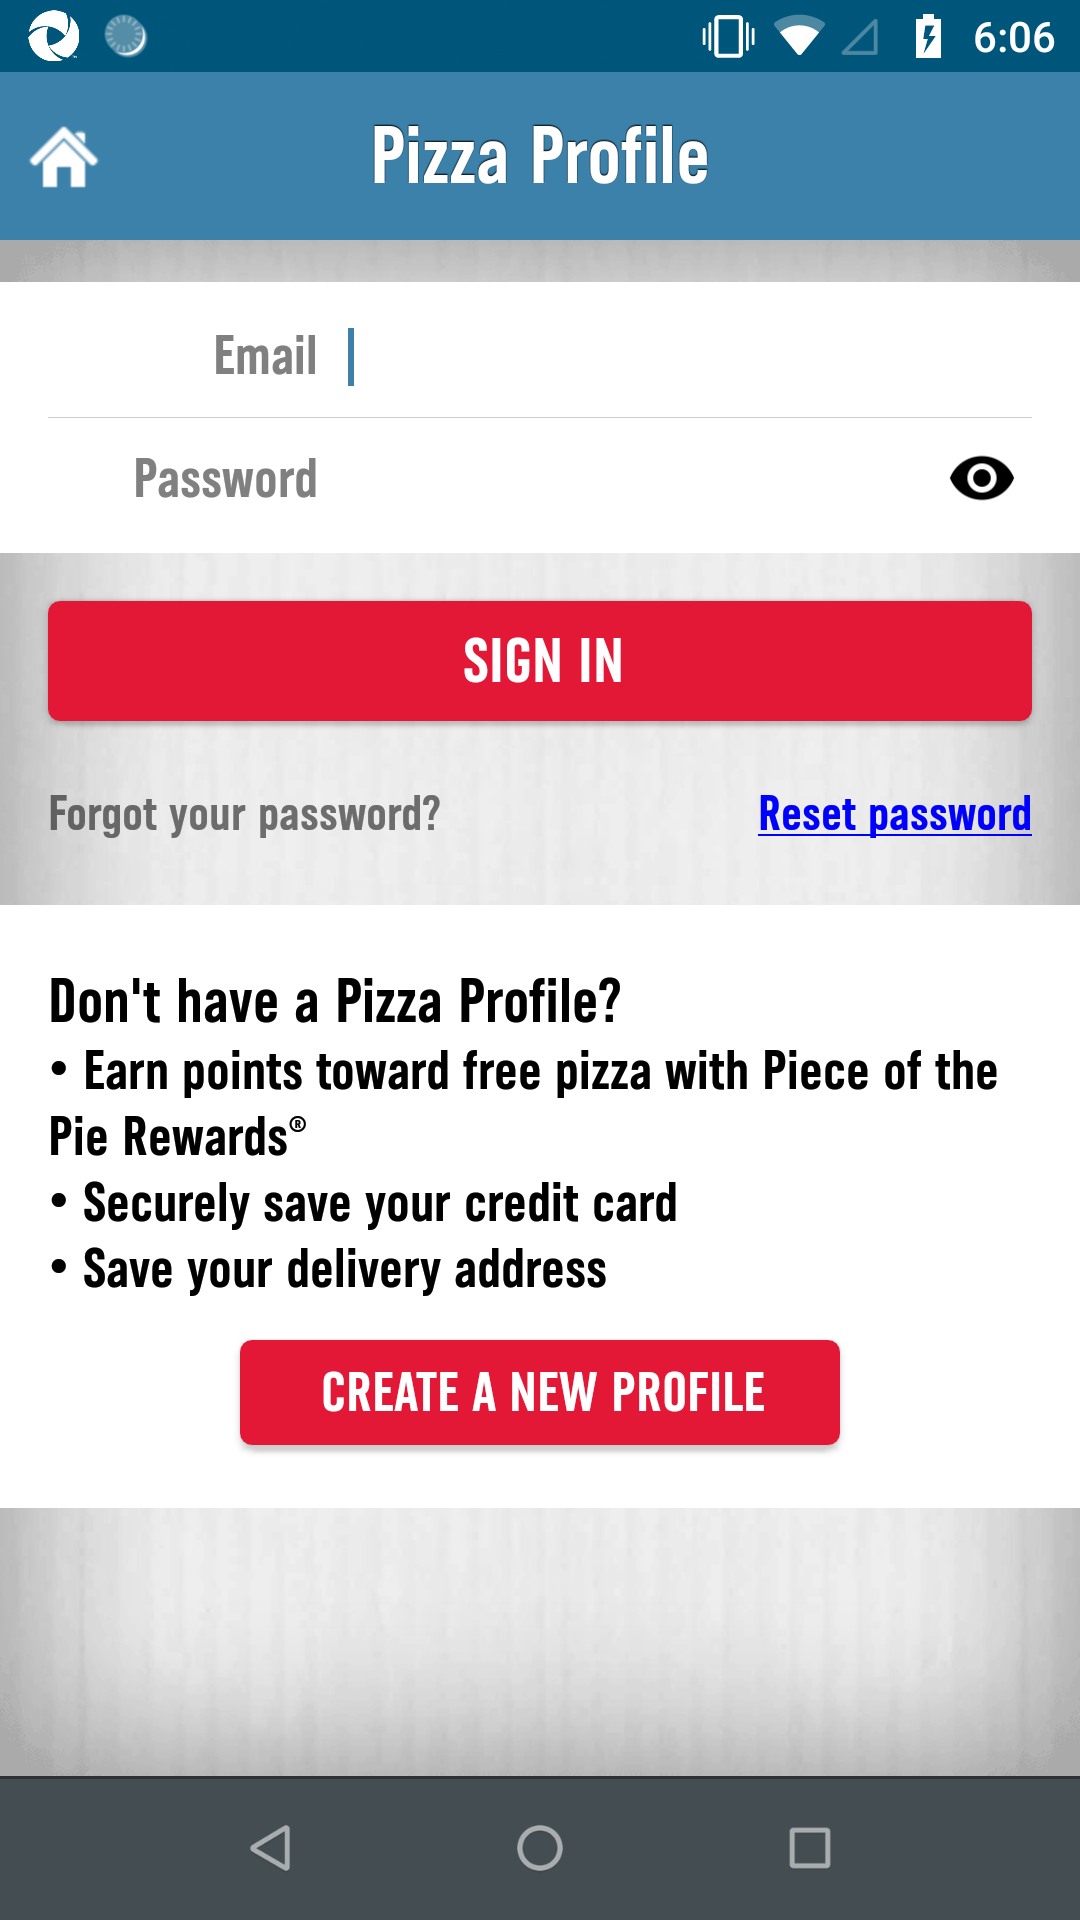 6:06
Pizza Profile
Email
Password
SIGN IN
Forgot your password? Reset password
Don't have a Pizza Profile?
• Earn points toward free pizza with Piece of the
Pie Rewards®
• Securely save your credit card
• Save your delivery address
CREATE A NEW PROFILE